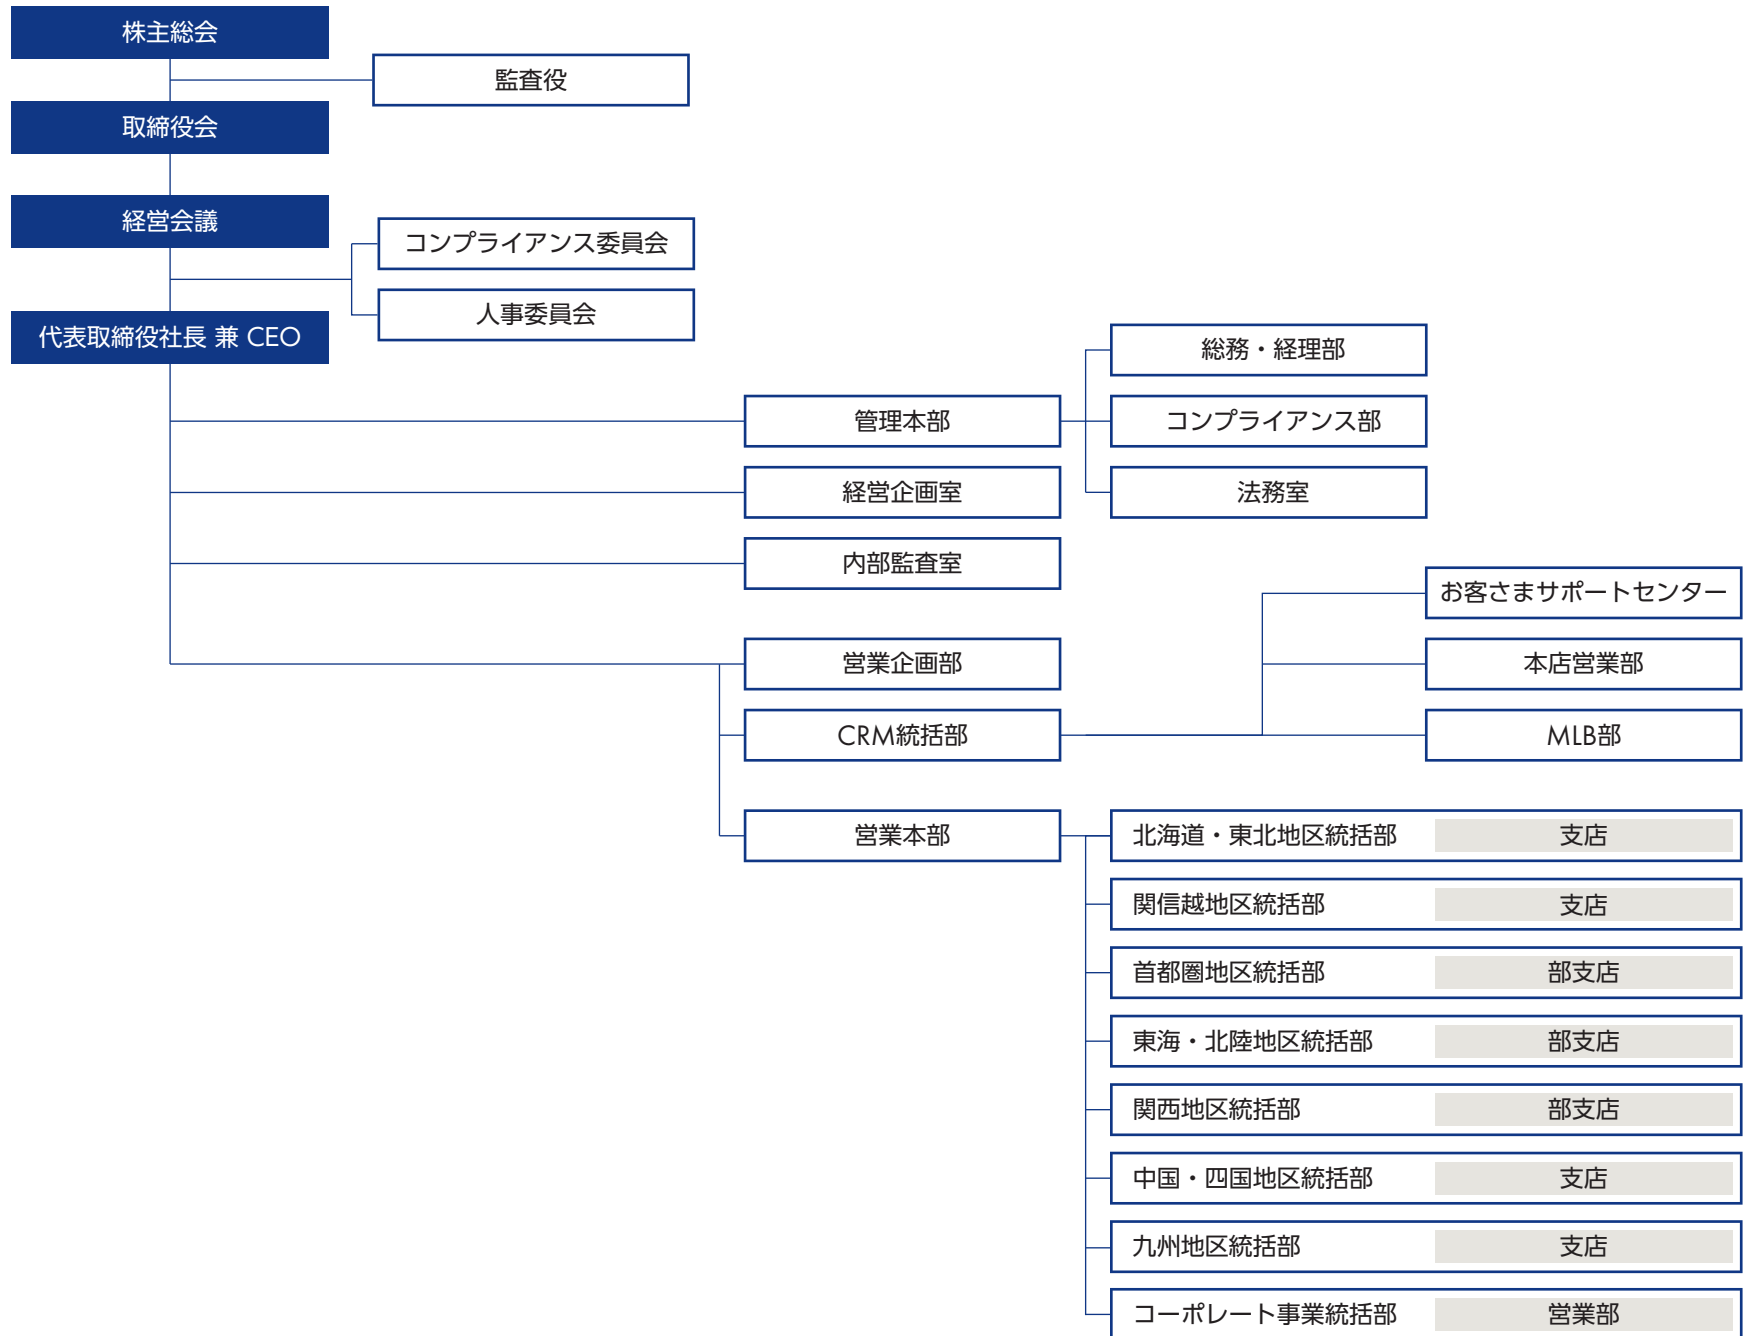 株主総会
監査役
取締役会
経営会議
コンプライアンス委員会
人事委員会
代表取締役社長 兼 CEO
総務・経理部
管理本部
コンプライアンス部
経営企画室
法務室
内部監査室
お客さまサポートセンター
営業企画部
本店営業部
CRM統括部
MLB部
営業本部
北海道・東北地区統括部 支店
関信越地区統括部 支店
首都圏地区統括部 部支店
東海・北陸地区統括部 部支店
関西地区統括部 部支店
中国・四国地区統括部 支店
九州地区統括部 支店
コーポレート事業統括部 営業部